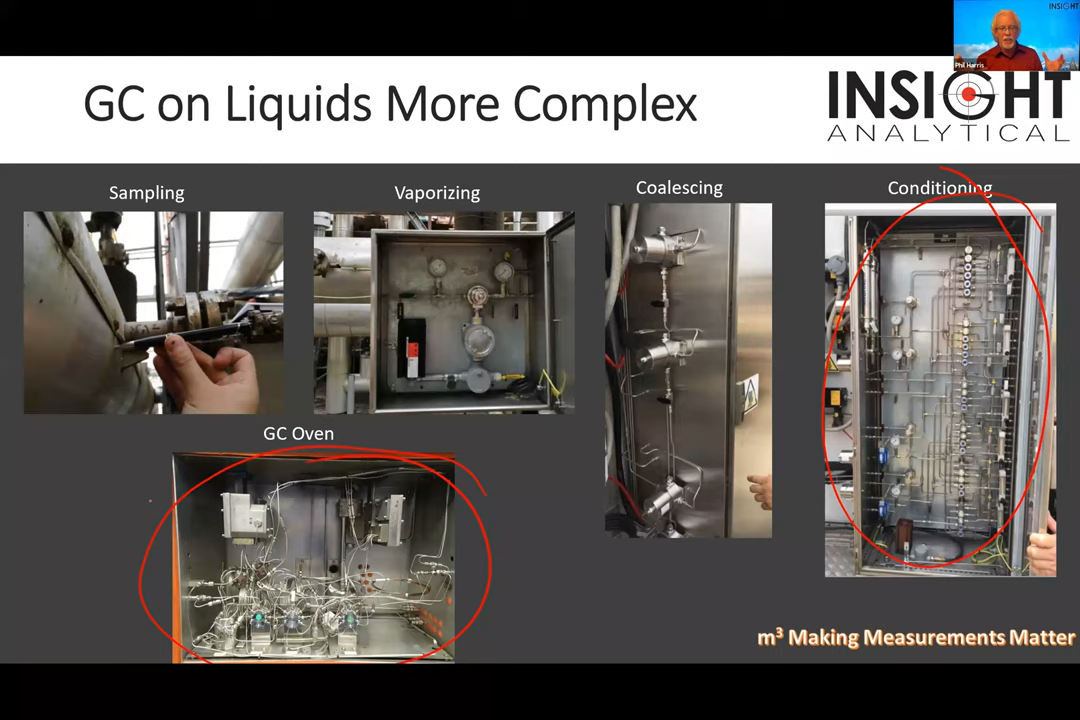 INSIGHT
Phil Harris
GC on Liquids More Complex
INSIGHT
ANALYTICAL
Sampling
Vaporizing
Coalescing
Conditioning
GC Oven
m³ Making Measurements Matter